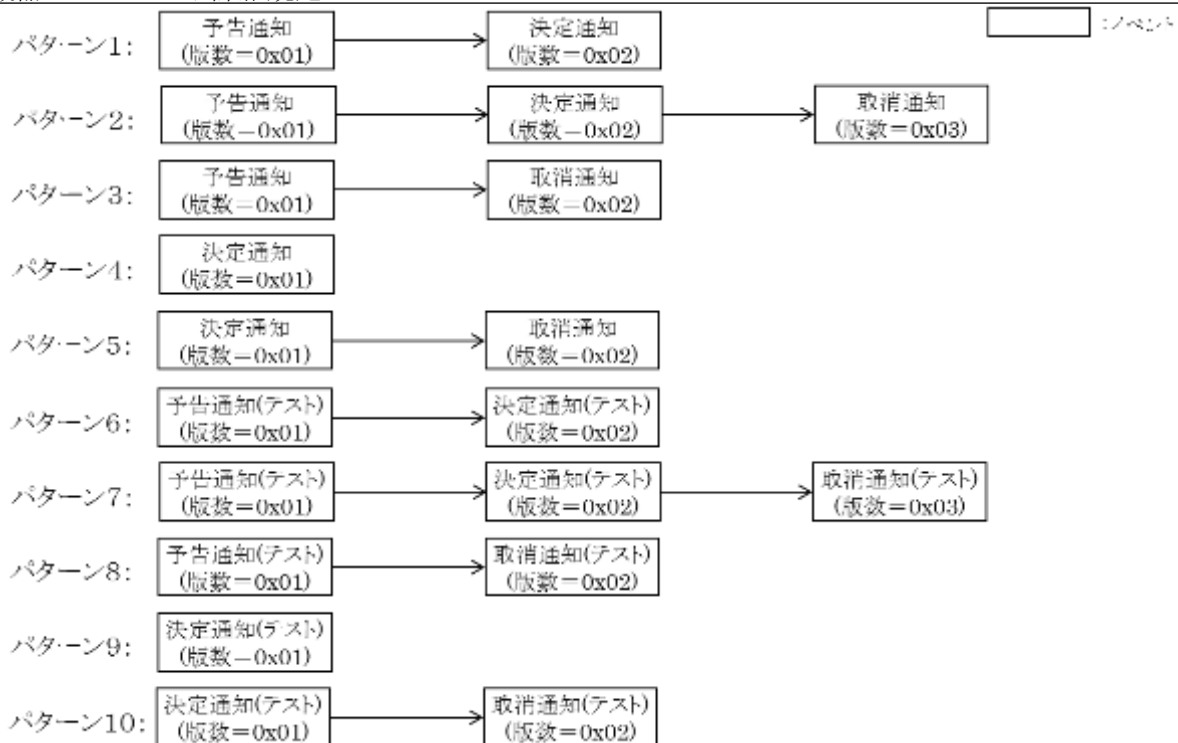 パターン1:
予告通知
(版数=0x01)
決定通知
(版数=0x02)
パターン2:
予告通知
(版数=0x01)
決定通知
(版数=0x02)
取消通知
(版数=0x03)
パターン3:
予告通知
(版数=0x01)
取消通知
(版数=0x02)
パターン4:
決定通知
(版数=0x01)
パターン5:
決定通知
(版数=0x01)
取消通知
(版数=0x02)
パターン6:
予告通知(テスト)
(版数=0x01)
決定通知(テスト)
(版数=0x02)
パターン7:
予告通知(テスト)
(版数=0x01)
決定通知(テスト)
(版数=0x02)
取消通知(テスト)
(版数=0x03)
パターン8:
予告通知(テスト)
(版数=0x01)
取消通知(テスト)
(版数=0x02)
パターン9:
決定通知(テスト)
(版数=0x01)
パターン10:
決定通知(テスト)
(版数=0x01)
取消通知(テスト)
(版数=0x02)